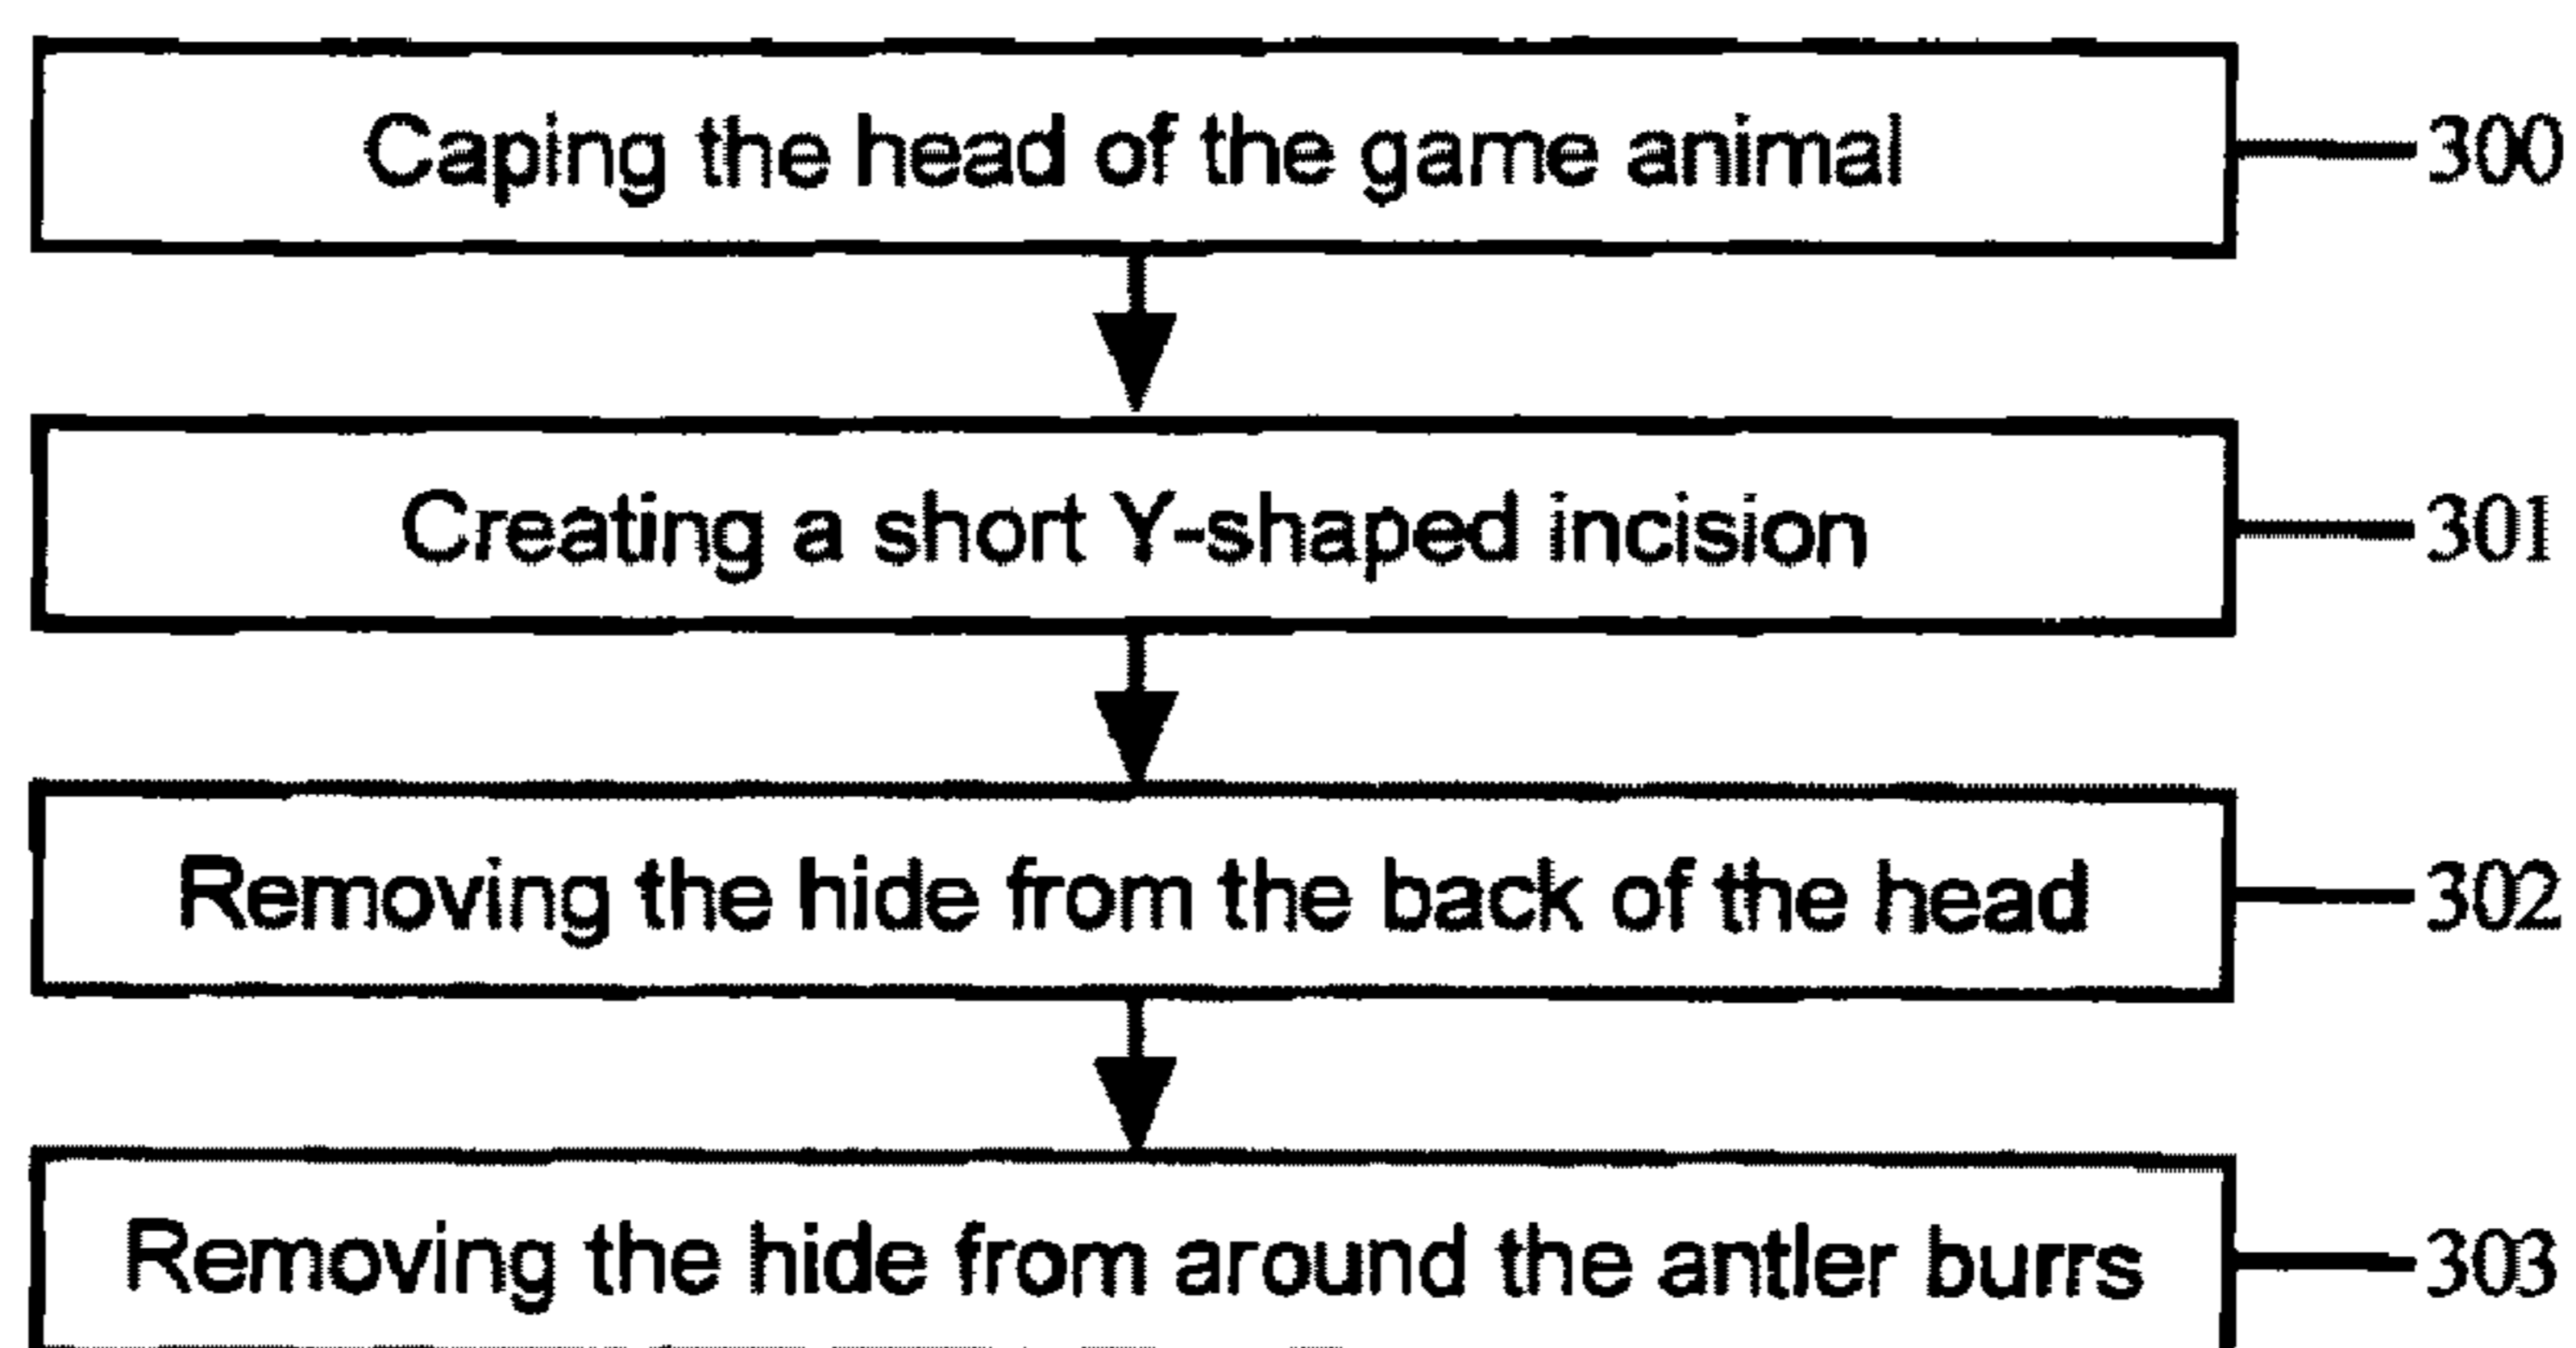 Caping the head of the game animal 300
Creating a short Y-shaped incision 301
Removing the hide from the back of the head 302
Removing the hide from around the antler burrs 303